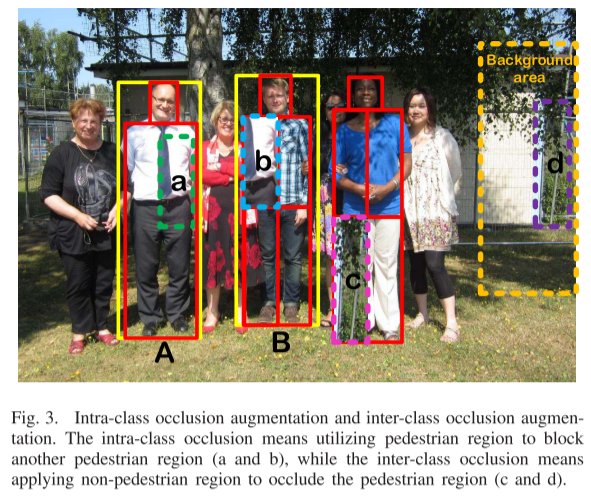 Background
area
a
b
d
c
A
B
Fig. 3. Intra-class occlusion augmentation and inter-class occlusion augmen-
tation. The intra-class occlusion means utilizing pedestrian region to block
another pedestrian region (a and b), while the inter-class occlusion means
applying non-pedestrian region to occlude the pedestrian region (c and d).